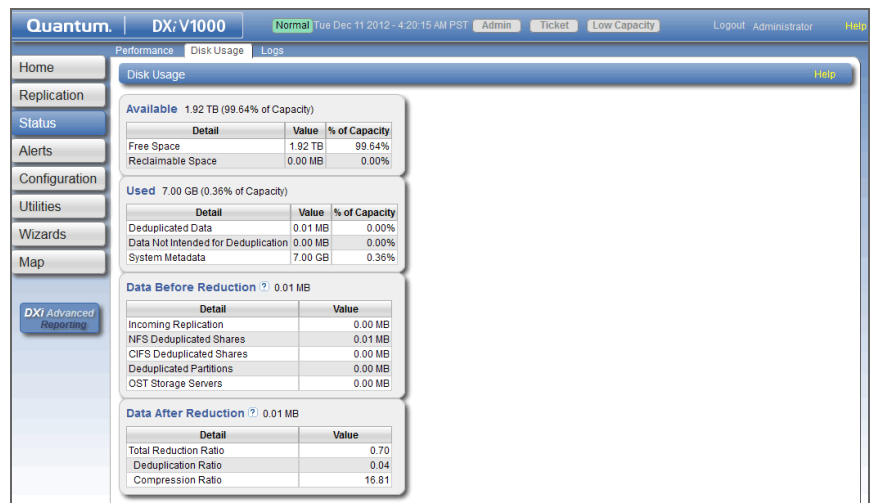 Quantum. DXi V1000 Normal Tue Dec 11 2012 - 4:20:15 AM PST Admin Ticket Low Capacity Logout Administrator Help
Performance Disk Usage Logs
Home
Replication
Status
Alerts
Configuration
Utilities
Wizards
Map
DXi Advanced
Reporting
Disk Usage Help
Available 1.92 TB (99.64% of Capacity)
Detail Value % of Capacity
Free Space 1.92 TB 99.64%
Reclaimable Space 0.00 MB 0.00%
Used 7.00 GB (0.36% of Capacity)
Detail Value % of Capacity
Deduplicated Data 0.01 MB 0.00%
Data Not Intended for Deduplication 0.00 MB 0.00%
System Metadata 7.00 GB 0.36%
Data Before Reduction ? 0.01 MB
Detail Value
Incoming Replication 0.00 MB
NFS Deduplicated Shares 0.01 MB
CIFS Deduplicated Shares 0.00 MB
Deduplicated Partitions 0.00 MB
OST Storage Servers 0.00 MB
Data After Reduction ? 0.01 MB
Detail Value
Total Reduction Ratio 0.70
Deduplication Ratio 0.04
Compression Ratio 16.81